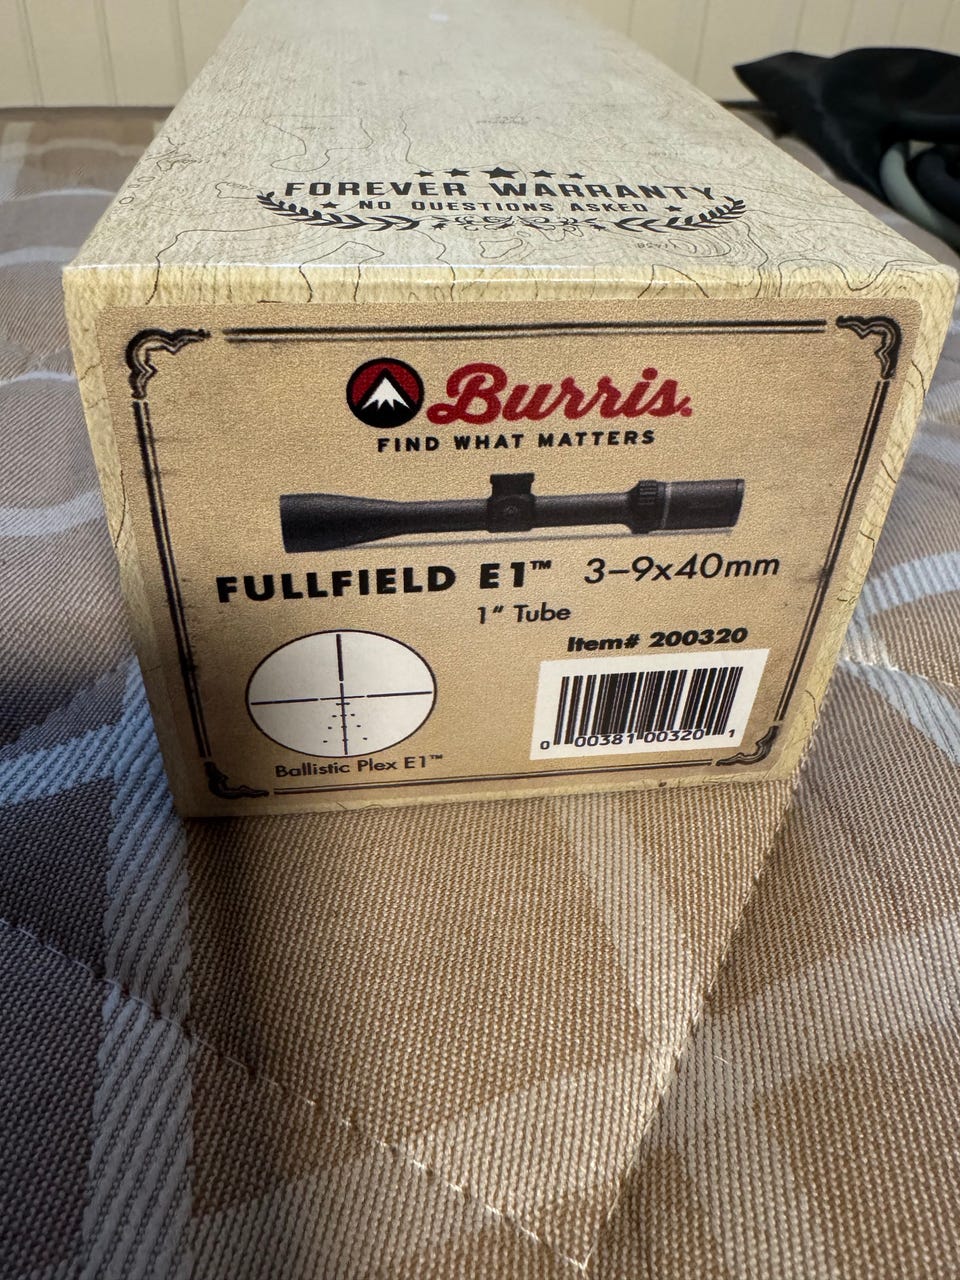 FOREVER WARRANTY
NO QUESTIONS ASKED
Burris.
FIND WHAT MATTERS
FULLFIELD E1™ 3–9x40mm
1" Tube
Item# 200320
0 00381 00320 1
Ballistic Plex E1™